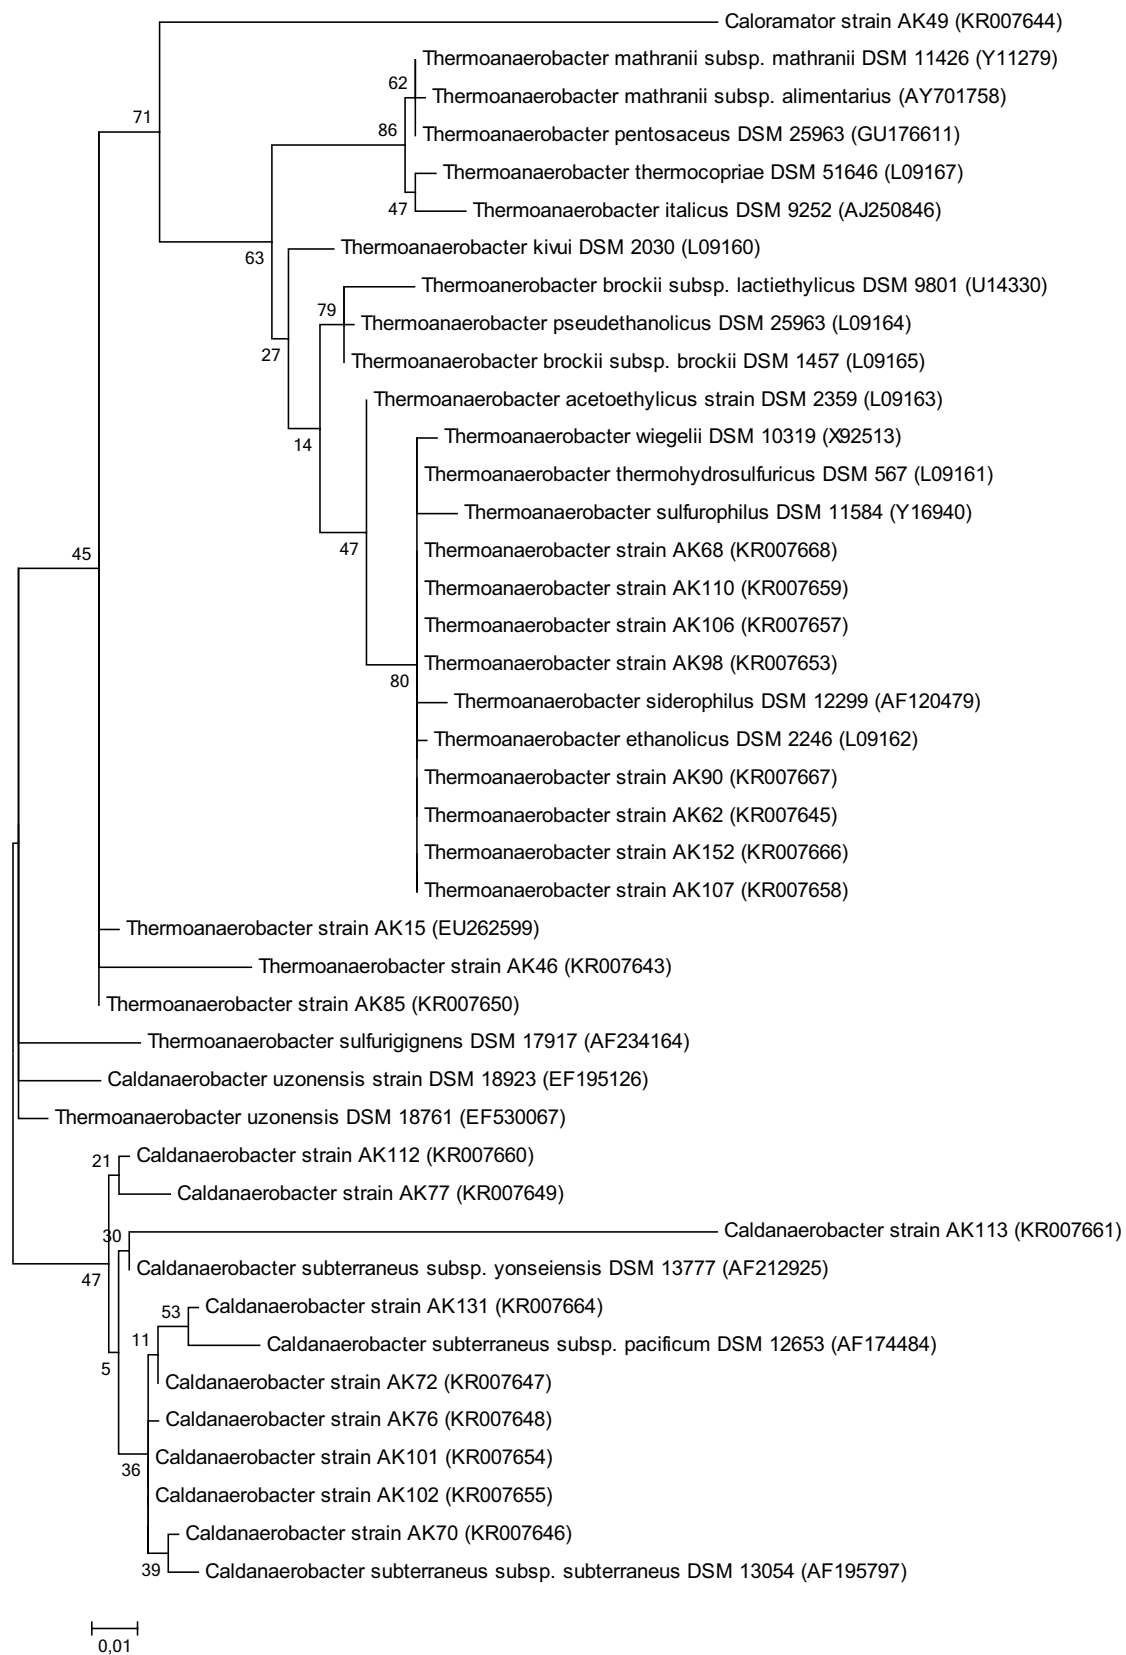 Caloramator strain AK49 (KR007644)
Thermoanaerobacter mathranii subsp. mathranii DSM 11426 (Y11279)
62
Thermoanaerobacter mathranii subsp. alimentarius (AY701758)
71
86
Thermoanaerobacter pentosaceus DSM 25963 (GU176611)
Thermoanaerobacter thermocopriae DSM 51646 (L09167)
47
Thermoanaerobacter italicus DSM 9252 (AJ250846)
63
Thermoanaerobacter kivui DSM 2030 (L09160)
Thermoanerobacter brockii subsp. lactiethylicus DSM 9801 (U14330)
79
Thermoanaerobacter pseudethanolicus DSM 25963 (L09164)
27
Thermoanaerobacter brockii subsp. brockii DSM 1457 (L09165)
Thermoanaerobacter acetoethylicus strain DSM 2359 (L09163)
14
Thermoanaerobacter wiegelii DSM 10319 (X92513)
Thermoanaerobacter thermohydrosulfuricus DSM 567 (L09161)
Thermoanaerobacter sulfurophilus DSM 11584 (Y16940)
45
47
Thermoanaerobacter strain AK68 (KR007668)
Thermoanaerobacter strain AK110 (KR007659)
Thermoanaerobacter strain AK106 (KR007657)
Thermoanaerobacter strain AK98 (KR007653)
80
Thermoanaerobacter siderophilus DSM 12299 (AF120479)
Thermoanaerobacter ethanolicus DSM 2246 (L09162)
Thermoanaerobacter strain AK90 (KR007667)
Thermoanaerobacter strain AK62 (KR007645)
Thermoanaerobacter strain AK152 (KR007666)
Thermoanaerobacter strain AK107 (KR007658)
Thermoanaerobacter strain AK15 (EU262599)
Thermoanaerobacter strain AK46 (KR007643)
Thermoanaerobacter strain AK85 (KR007650)
Thermoanaerobacter sulfurigignens DSM 17917 (AF234164)
Caldanaerobacter uzonensis strain DSM 18923 (EF195126)
Thermoanaerobacter uzonensis DSM 18761 (EF530067)
21
Caldanaerobacter strain AK112 (KR007660)
Caldanaerobacter strain AK77 (KR007649)
30
Caldanaerobacter strain AK113 (KR007661)
47
Caldanaerobacter subterraneus subsp. yonseiensis DSM 13777 (AF212925)
53
Caldanaerobacter strain AK131 (KR007664)
11
Caldanaerobacter subterraneus subsp. pacificum DSM 12653 (AF174484)
5
Caldanaerobacter strain AK72 (KR007647)
Caldanaerobacter strain AK76 (KR007648)
Caldanaerobacter strain AK101 (KR007654)
36
Caldanaerobacter strain AK102 (KR007655)
Caldanaerobacter strain AK70 (KR007646)
39
Caldanaerobacter subterraneus subsp. subterraneus DSM 13054 (AF195797)
0,01